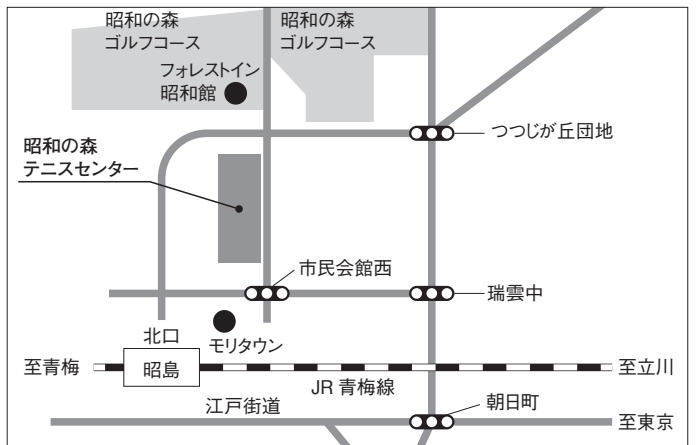 昭和の森
ゴルフコース
昭和の森
ゴルフコース
フォレストイン
昭和館
つつじが丘団地
昭和の森
テニスセンター
市民会館西
瑞雲中
北口
モリタウン
至青梅
昭島
JR 青梅線
至立川
江戸街道
朝日町
至東京